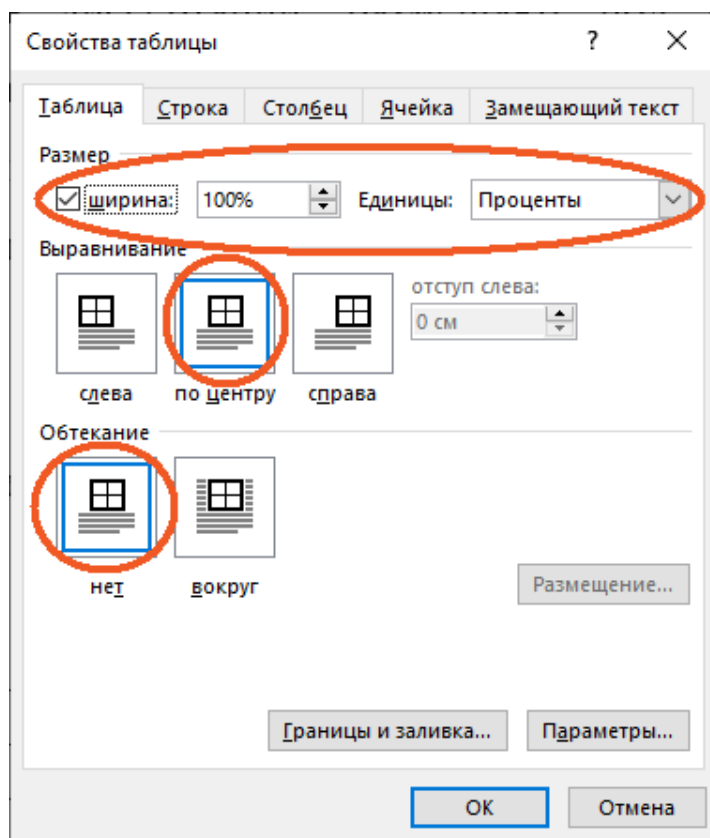 Свойства таблицы ? ×
Таблица Строка Столбец Ячейка Замещающий текст
Размер
ширина: 100% Единицы: Проценты
Выравнивание
отступ слева:
0 см
слева по центру справа
Обтекание
нет вокруг
Размещение...
Границы и заливка... Параметры...
ОК Отмена